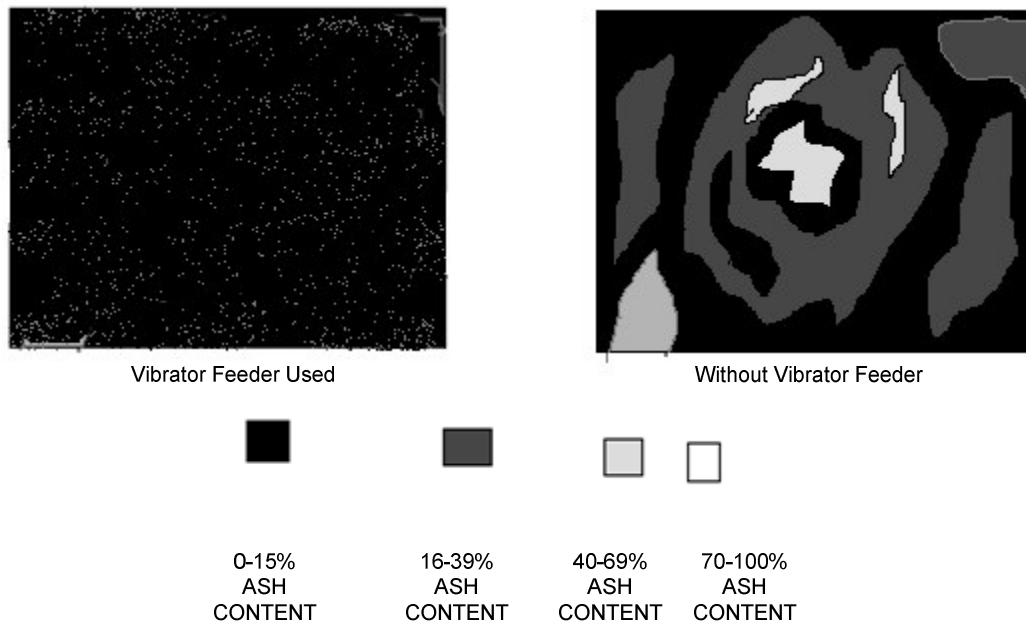 Vibrator Feeder Used
Without Vibrator Feeder
0-15%
ASH
CONTENT
16-39%
ASH
CONTENT
40-69%
ASH
CONTENT
70-100%
ASH
CONTENT